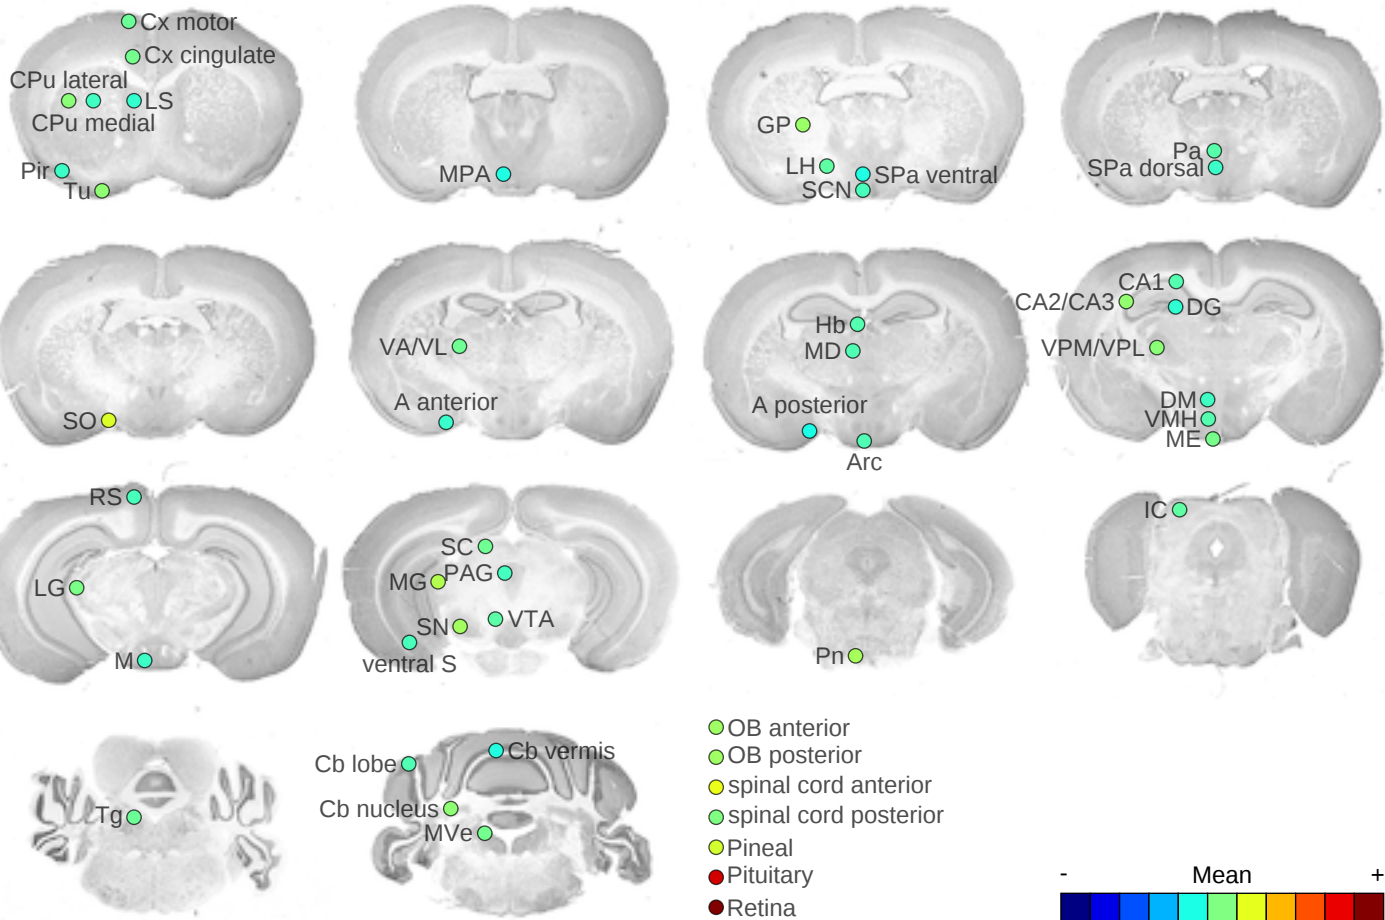 Cx motor
Cx cingulate
CPu lateral
LS
CPu medial
Pir
Tu
MPA
GP
LH
SPa ventral
SCN
Pa
SPa dorsal
SO
VA/VL
A anterior
Hb
MD
A posterior
Arc
CA1
CA2/CA3
DG
VPM/VPL
DM
VMH
ME
RS
LG
M
SC
MG
PAG
SN
VTA
ventral S
Pn
IC
Tg
Cb lobe
Cb vermis
Cb nucleus
MVe
OB anterior
OB posterior
spinal cord anterior
spinal cord posterior
Pineal
Pituitary
Retina
- Mean +